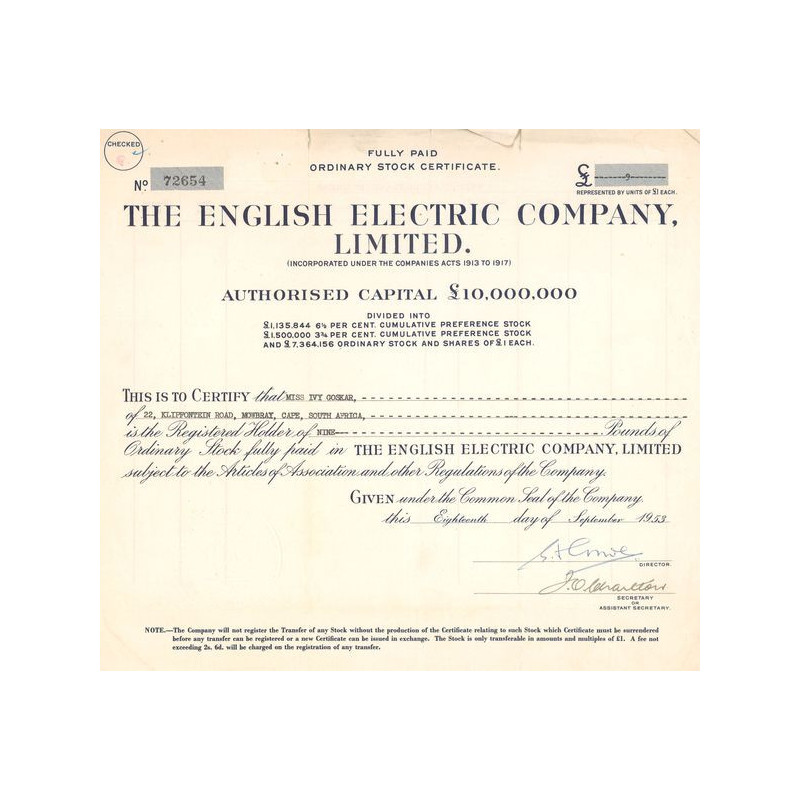 CHECKED
FULLY PAID
ORDINARY STOCK CERTIFICATE.
Nº 72654
£ -9-
REPRESENTED BY UNITS OF £1 EACH.
THE ENGLISH ELECTRIC COMPANY,
LIMITED.
(INCORPORATED UNDER THE COMPANIES ACTS 1913 TO 1917)
AUTHORISED CAPITAL £10,000,000
DIVIDED INTO
£1,135,844 6½ PER CENT. CUMULATIVE PREFERENCE STOCK
£1,500,000 3¾ PER CENT. CUMULATIVE PREFERENCE STOCK
AND £7,364,156 ORDINARY STOCK AND SHARES OF £1 EACH.
THIS IS TO CERTIFY that MISS IVY GOSKAR,
of 22, KLIPFONTEIN ROAD, MOWBRAY, CAPE, SOUTH AFRICA,
is the Registered Holder of NINE Pounds of
Ordinary Stock fully paid in THE ENGLISH ELECTRIC COMPANY, LIMITED
subject to the Articles of Association and other Regulations of the Company.
GIVEN under the Common Seal of the Company.
this Eighteenth day of September 1953
DIRECTOR.
J.O. Charlton
SECRETARY
OR
ASSISTANT SECRETARY.
NOTE.—The Company will not register the Transfer of any Stock without the production of the Certificate relating to such Stock which Certificate must be surrendered
before any transfer can be registered or a new Certificate can be issued in exchange. The Stock is only transferable in amounts and multiples of £1. A fee not
exceeding 2s. 6d. will be charged on the registration of any transfer.